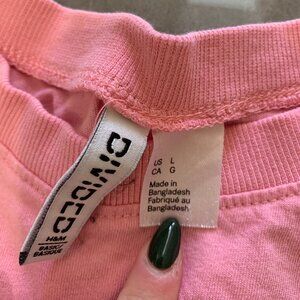 DIVIDED
H&M
BASIC/
BASIQUE
US L
CA G
Made in
Bangladesh
Fabriqué au
Bangladesh